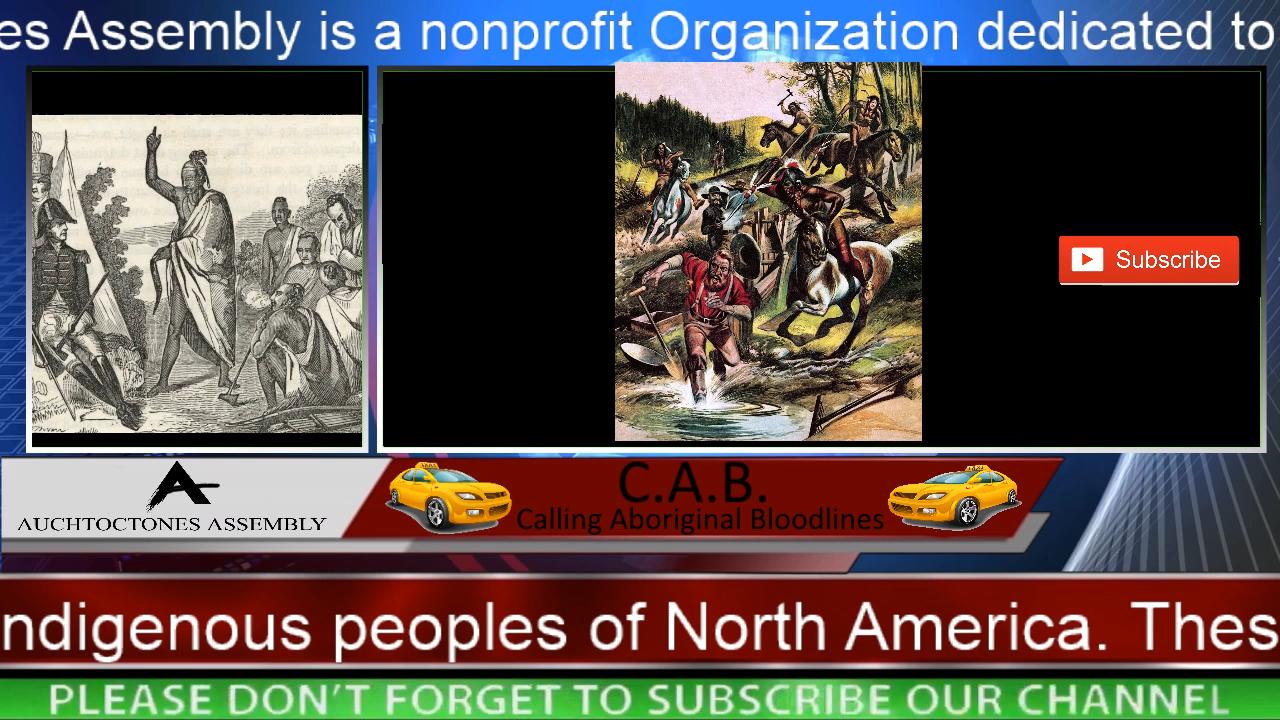 es Assembly is a nonprofit Organization dedicated to
Subscribe
AUCHTOCTONES ASSEMBLY
C.A.B.
Calling Aboriginal Bloodlines
ndigenous peoples of North America. Thes
PLEASE DON'T FORGET TO SUBSCRIBE OUR CHANNEL